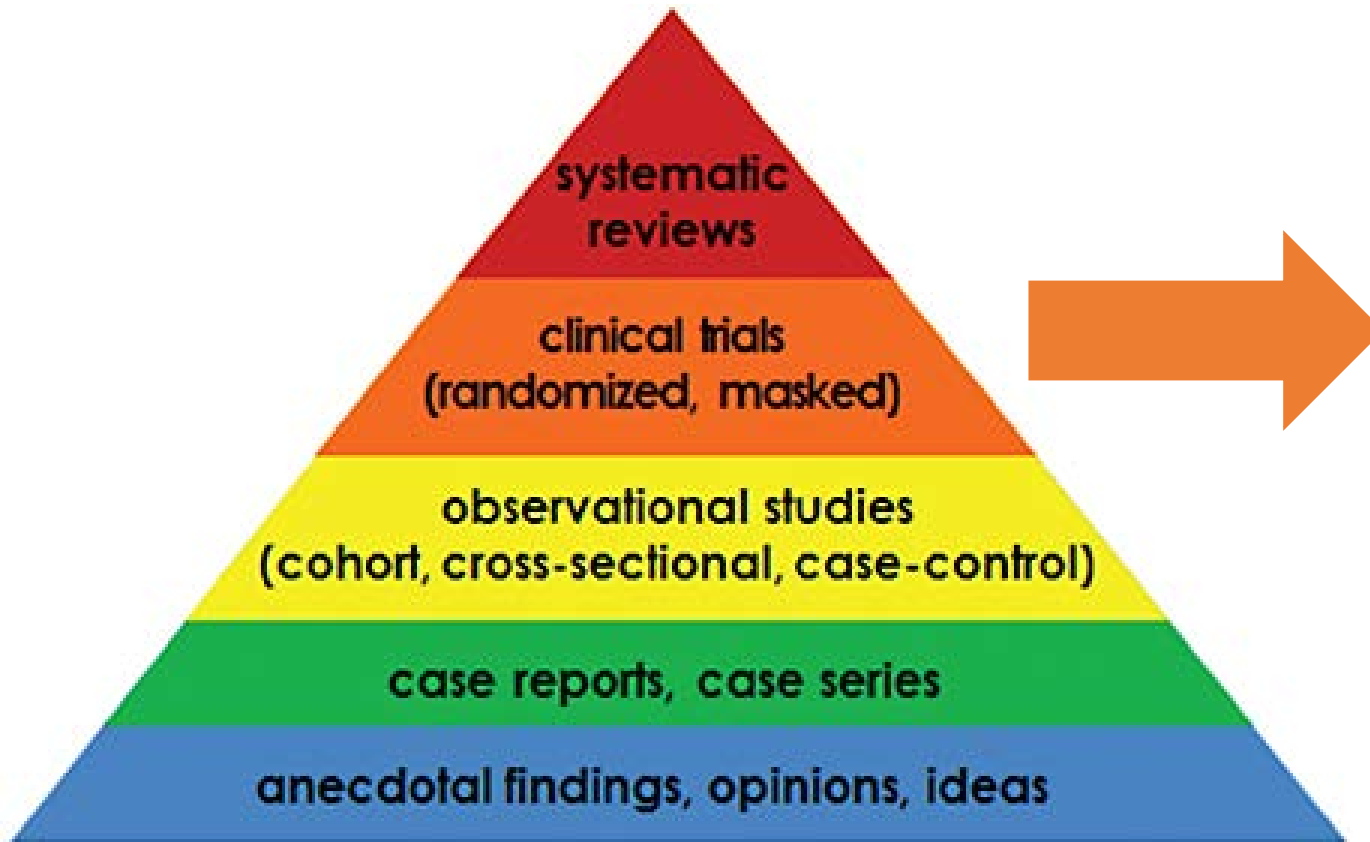 systematic
reviews
clinical trials
(randomized, masked)
observational studies
(cohort, cross-sectional, case-control)
case reports, case series
anecdotal findings, opinions, ideas